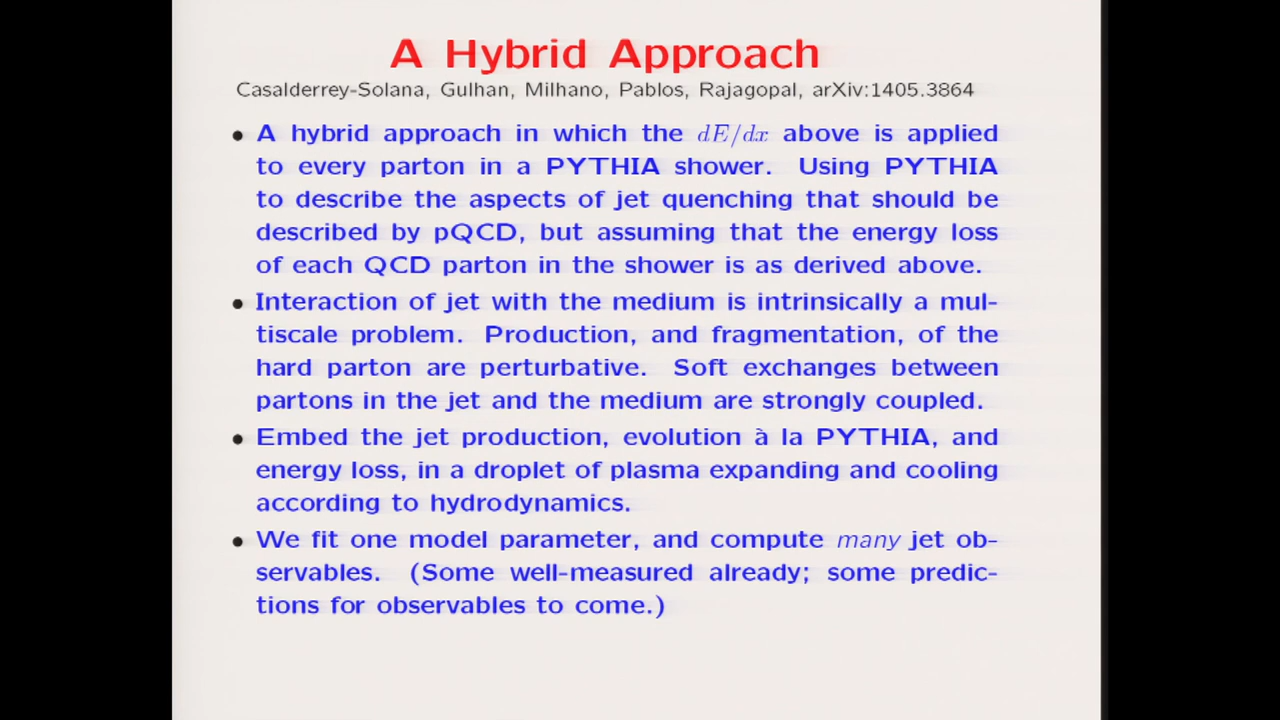 A Hybrid Approach
Casalderrey-Solana, Gulhan, Milhano, Pablos, Rajagopal, arXiv:1405.3864
• A hybrid approach in which the dE/dx above is applied
to every parton in a PYTHIA shower. Using PYTHIA
to describe the aspects of jet quenching that should be
described by pQCD, but assuming that the energy loss
of each QCD parton in the shower is as derived above.
• Interaction of jet with the medium is intrinsically a mul-
tiscale problem. Production, and fragmentation, of the
hard parton are perturbative. Soft exchanges between
partons in the jet and the medium are strongly coupled.
• Embed the jet production, evolution à la PYTHIA, and
energy loss, in a droplet of plasma expanding and cooling
according to hydrodynamics.
• We fit one model parameter, and compute many jet ob-
servables. (Some well-measured already; some predic-
tions for observables to come.)